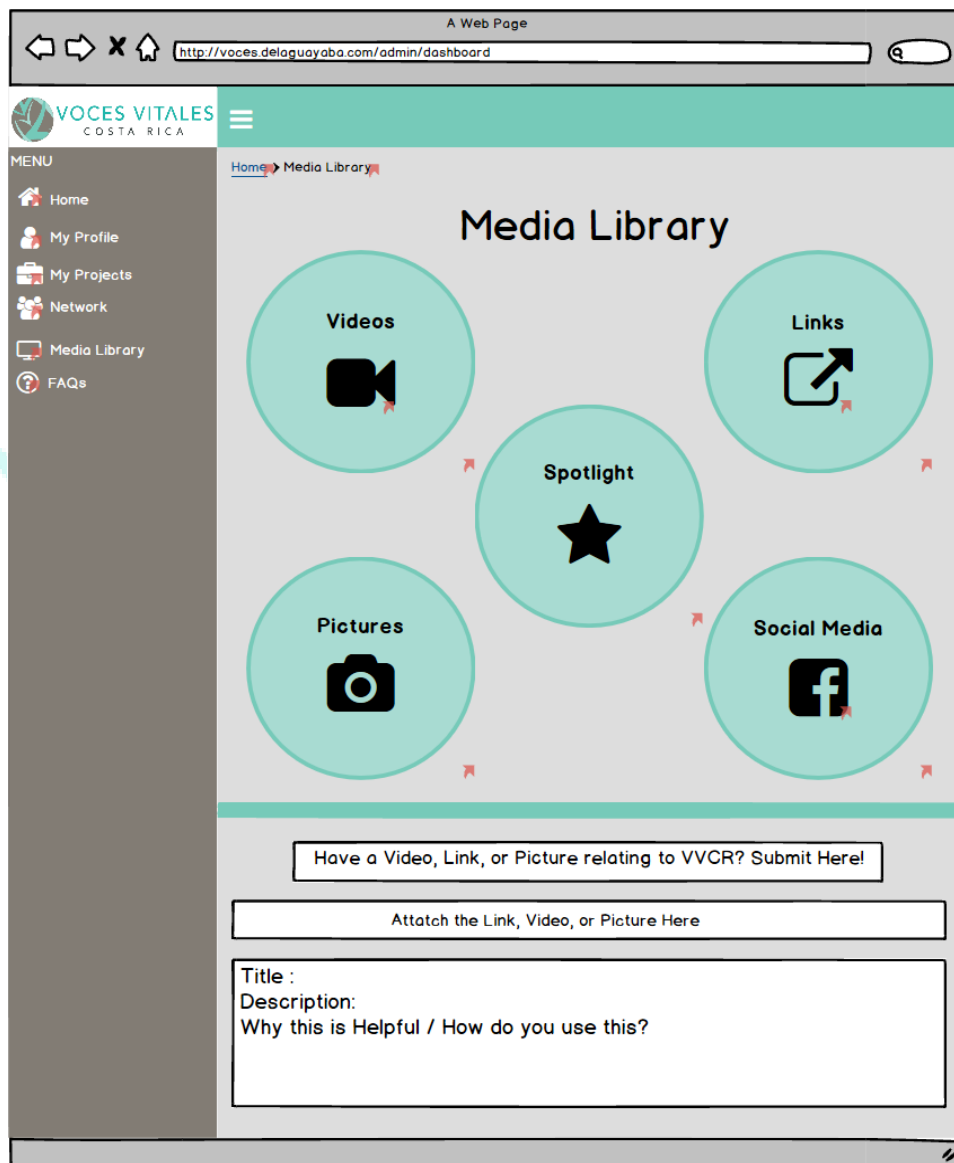 A Web Page
http://voces.delaguayaba.com/admin/dashboard
VOCES VITALES
COSTA RICA
MENU
Home
My Profile
My Projects
Network
Media Library
FAQs
Home > Media Library
Media Library
Videos
Links
Spotlight
Pictures
Social Media
Have a Video, Link, or Picture relating to VVCR? Submit Here!
Attatch the Link, Video, or Picture Here
Title :
Description:
Why this is Helpful / How do you use this?